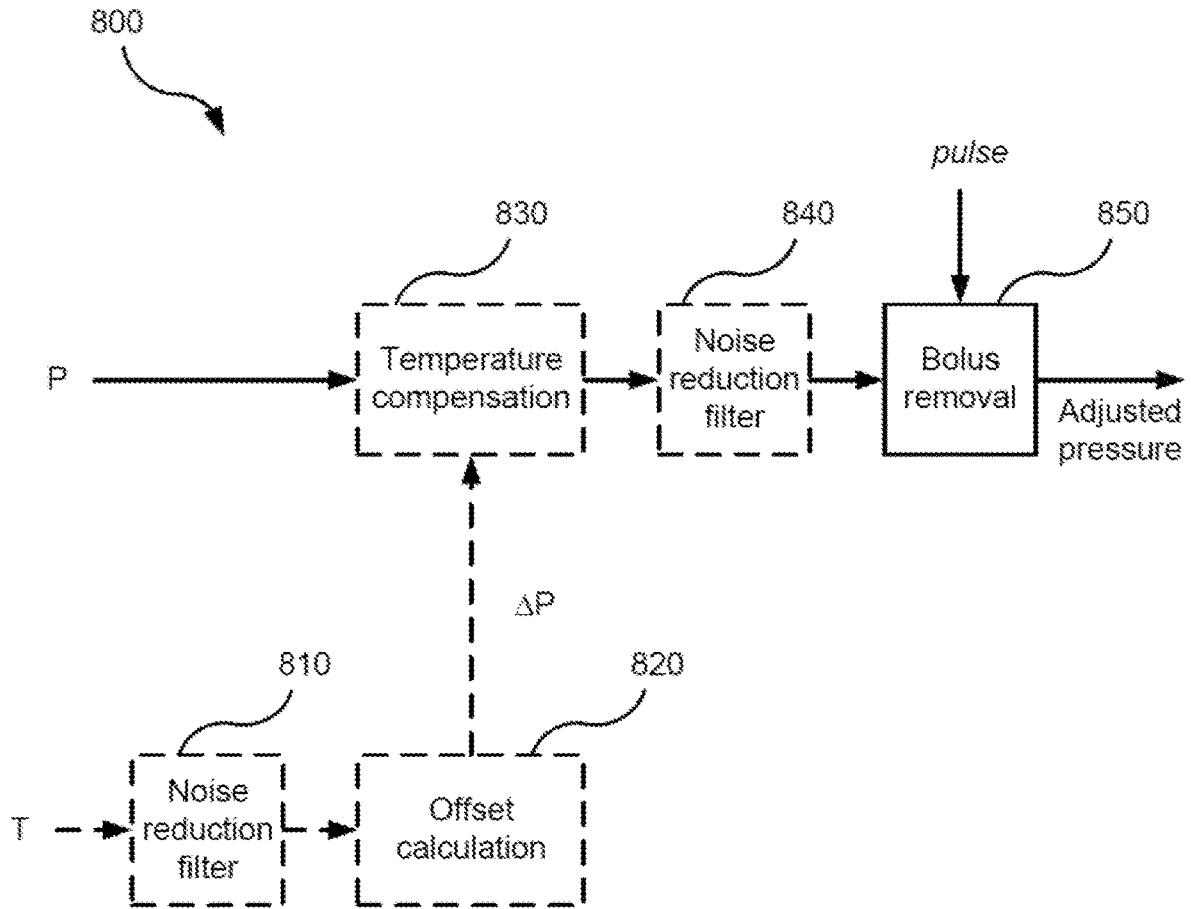 800
pulse
830
840
850
Temperature
compensation
Noise
reduction
filter
Bolus
removal
P
Adjusted
pressure
ΔP
810
820
Noise
reduction
filter
Offset
calculation
T